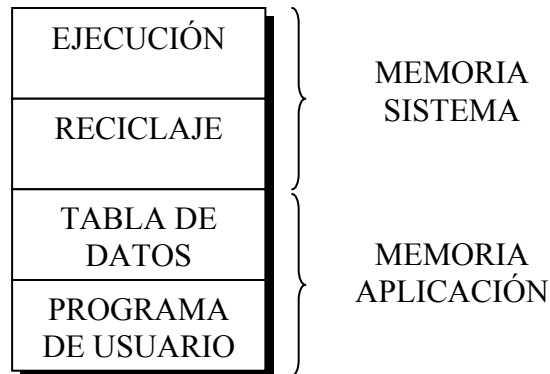 EJECUCIÓN
RECICLAJE
TABLA DE
DATOS
PROGRAMA
DE USUARIO
MEMORIA
SISTEMA
MEMORIA
APLICACIÓN